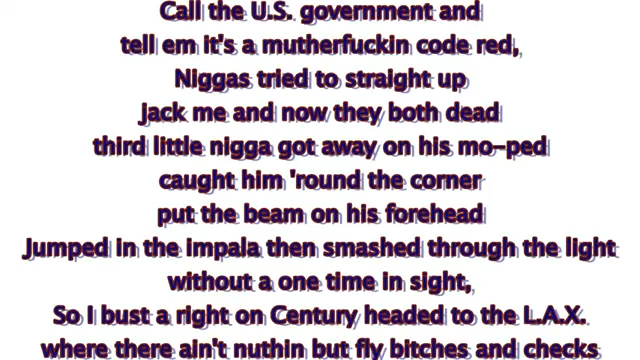 Call the U.S. government and
tell em it's a mutherfuckin code red,
Niggas tried to straight up
Jack me and now they both dead
third little nigga got away on his mo-ped
caught him 'round the corner
put the beam on his forehead
Jumped in the impala then smashed through the light
without a one time in sight,
So I bust a right on Century headed to the L.A.X.
where there ain't nuthin but fly bitches and checks